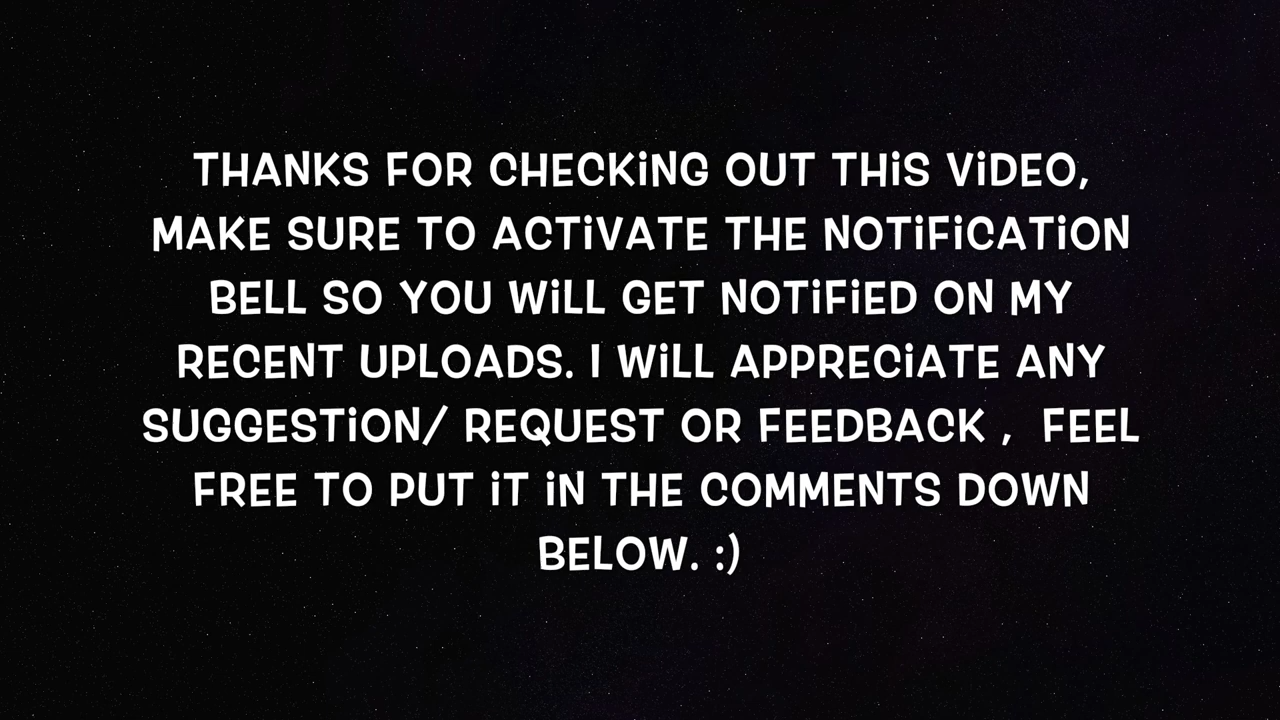 THANKS FOR CHECKiNG OUT THiS ViDEO,
MAKE SURE TO ACTiVATE THE NOTiFiCATiON
BELL SO YOU WiLL GET NOTiFiED ON MY
RECENT UPLOADS. I WiLL APPRECiATE ANY
SUGGESTiON/ REQUEST OR FEEDBACK ,  FEEL
FREE TO PUT iT iN THE COMMENTS DOWN
BELOW. :)